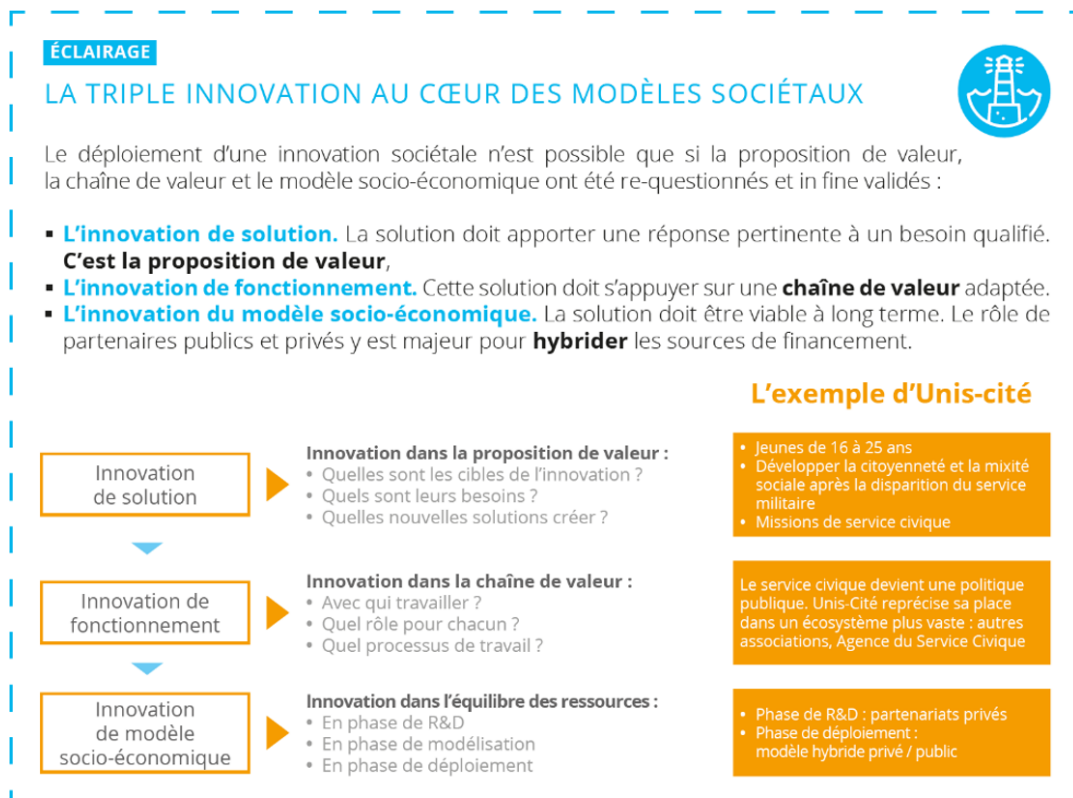 ÉCLAIRAGE
LA TRIPLE INNOVATION AU CŒUR DES MODÈLES SOCIÉTAUX
Le déploiement d’une innovation sociétale n’est possible que si la proposition de valeur,
la chaîne de valeur et le modèle socio-économique ont été re-questionnés et in fine validés :
▪ L’innovation de solution. La solution doit apporter une réponse pertinente à un besoin qualifié.
C’est la proposition de valeur,
▪ L’innovation de fonctionnement. Cette solution doit s’appuyer sur une chaîne de valeur adaptée.
▪ L’innovation du modèle socio-économique. La solution doit être viable à long terme. Le rôle de
partenaires publics et privés y est majeur pour hybrider les sources de financement.
L’exemple d’Unis-cité
Innovation
de solution
Innovation dans la proposition de valeur :
• Quelles sont les cibles de l’innovation ?
• Quels sont leurs besoins ?
• Quelles nouvelles solutions créer ?
• Jeunes de 16 à 25 ans
• Développer la citoyenneté et la mixité
sociale après la disparition du service
militaire
• Missions de service civique
Innovation de
fonctionnement
Innovation dans la chaîne de valeur :
• Avec qui travailler ?
• Quel rôle pour chacun ?
• Quel processus de travail ?
Le service civique devient une politique
publique. Unis-Cité reprécise sa place
dans un écosystème plus vaste : autres
associations, Agence du Service Civique
Innovation
de modèle
socio-économique
Innovation dans l’équilibre des ressources :
• En phase de R&D
• En phase de modélisation
• En phase de déploiement
• Phase de R&D : partenariats privés
• Phase de déploiement :
modèle hybride privé / public